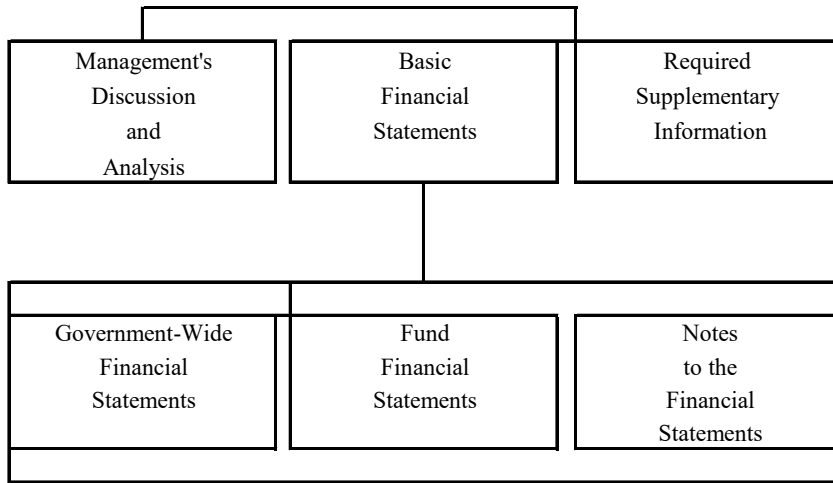 Management's
Discussion
and
Analysis
Basic
Financial
Statements
Required
Supplementary
Information
Government-Wide
Financial
Statements
Fund
Financial
Statements
Notes
to the
Financial
Statements